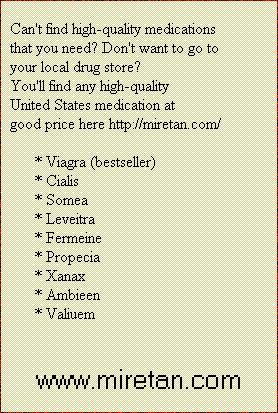 Can't find high-quality medications
that you need? Don't want to go to
your local drug store?
You'll find any high-quality
United States medication at
good price here http://miretan.com/
* Viagra (bestseller)
* Cialis
* Somea
* Leveitra
* Fermeine
* Propecia
* Xanax
* Ambieen
* Valiuem
www.miretan.com